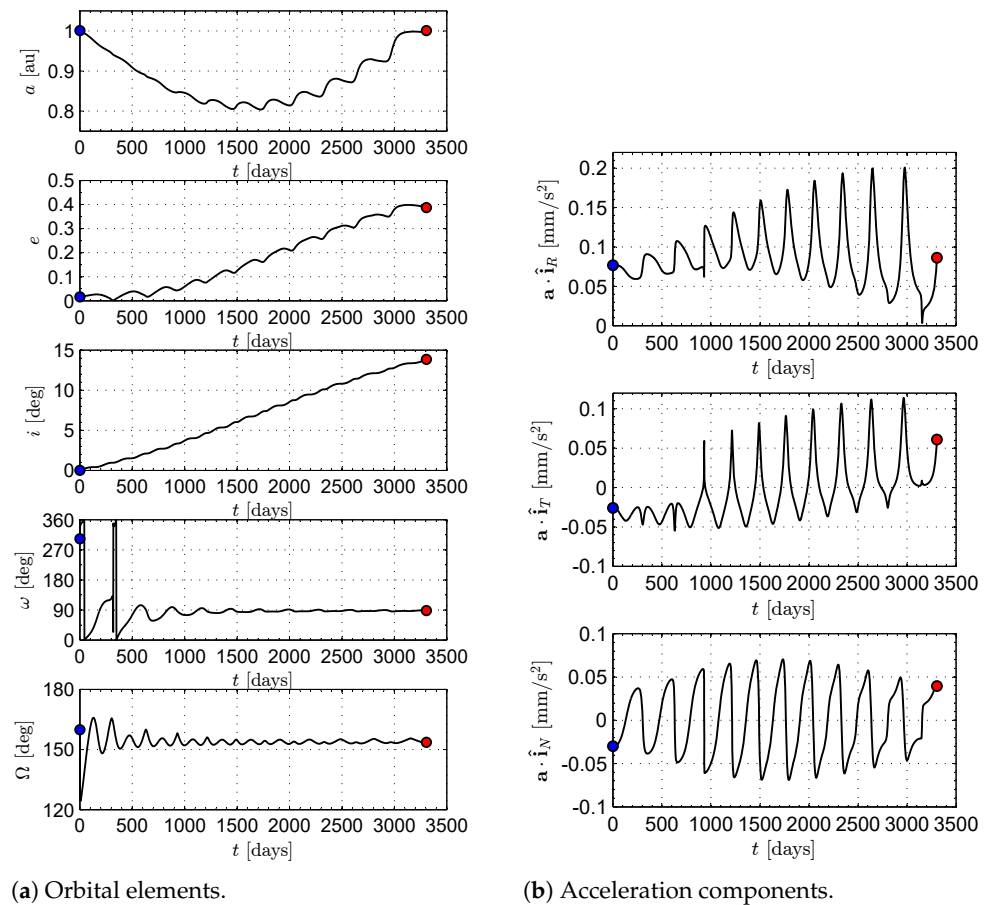 1
0.9
0.8
a [au]
0 500 1000 1500 2000 2500 3000 3500
t [days]
0.5
0.4
0.3
0.2
0.1
0
e
0 500 1000 1500 2000 2500 3000 3500
t [days]
15
10
5
0
i [deg]
0 500 1000 1500 2000 2500 3000 3500
t [days]
360
270
180
90
0
ω [deg]
0 500 1000 1500 2000 2500 3000 3500
t [days]
180
150
120
Ω [deg]
0 500 1000 1500 2000 2500 3000 3500
t [days]
(a) Orbital elements.
0.2
0.15
0.1
0.05
0
a · î_R [mm/s²]
0 500 1000 1500 2000 2500 3000 3500
t [days]
0.1
0.05
0
-0.05
-0.1
a · î_T [mm/s²]
0 500 1000 1500 2000 2500 3000 3500
t [days]
0.1
0.05
0
-0.05
-0.1
a · î_N [mm/s²]
0 500 1000 1500 2000 2500 3000 3500
t [days]
(b) Acceleration components.